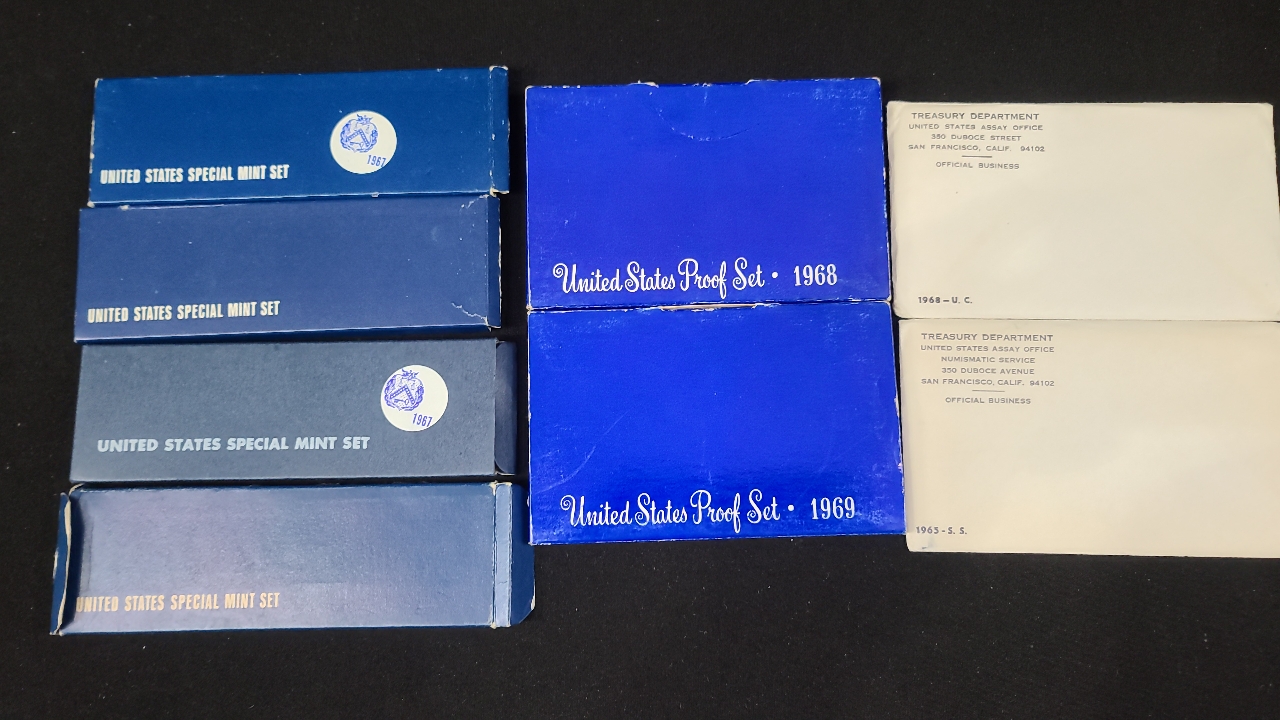 UNITED STATES SPECIAL MINT SET
1967
UNITED STATES SPECIAL MINT SET
UNITED STATES SPECIAL MINT SET
1967
UNITED STATES SPECIAL MINT SET
United States Proof Set · 1968
United States Proof Set · 1969
TREASURY DEPARTMENT
UNITED STATES ASSAY OFFICE
350 DUBOCE STREET
SAN FRANCISCO, CALIF. 94102
OFFICIAL BUSINESS
1968 – U. C.
TREASURY DEPARTMENT
UNITED STATES ASSAY OFFICE
NUMISMATIC SERVICE
350 DUBOCE AVENUE
SAN FRANCISCO, CALIF. 94102
OFFICIAL BUSINESS
1965 - S. S.